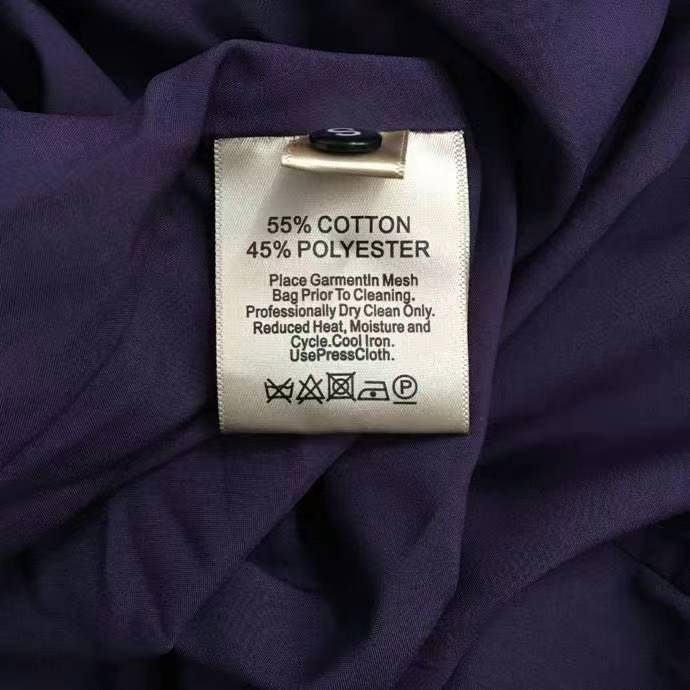 55% COTTON
45% POLYESTER
Place GarmentIn Mesh
Bag Prior To Cleaning.
Professionally Dry Clean Only.
Reduced Heat, Moisture and
Cycle.Cool Iron.
UsePressCloth.
P